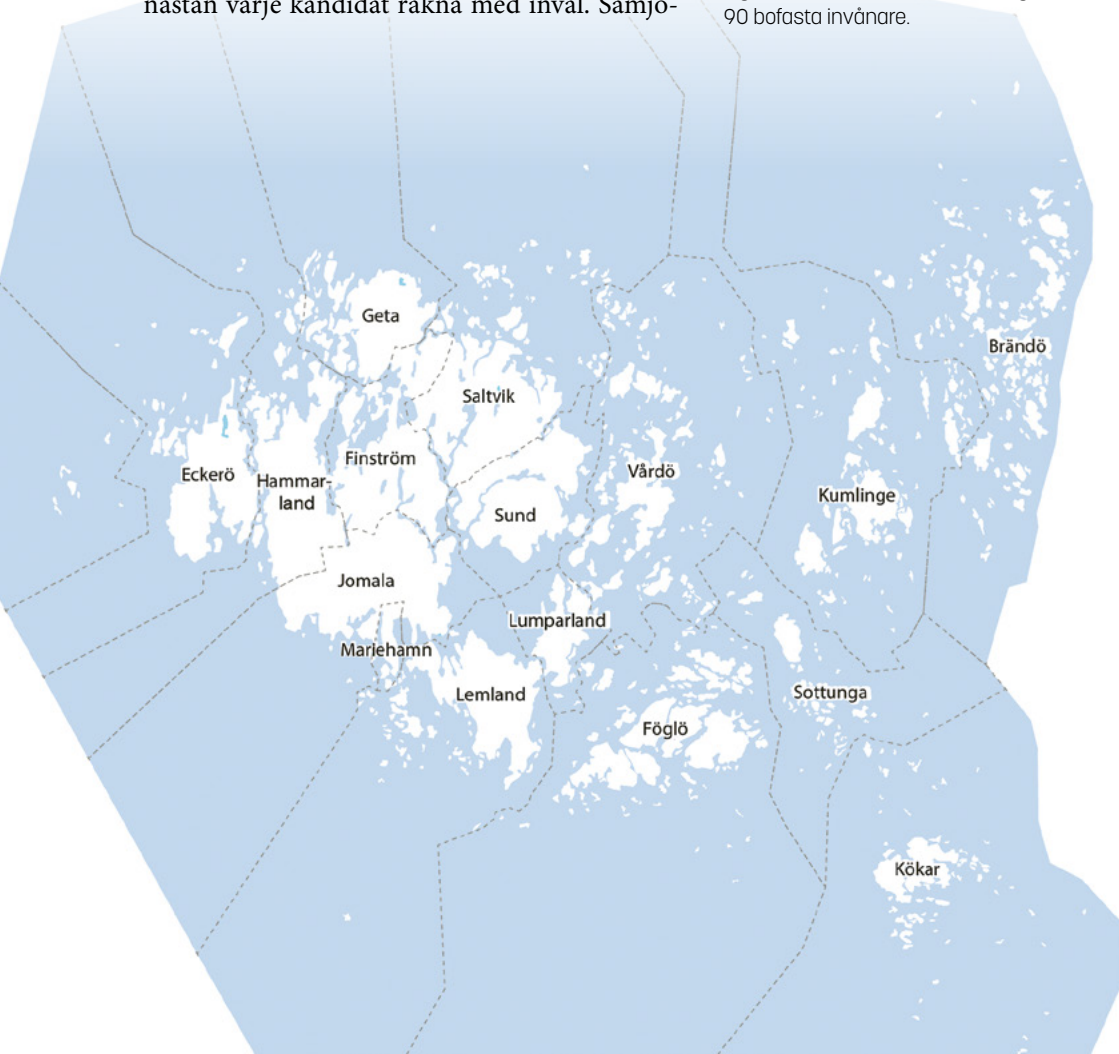 nästan varje kandidat räkna med inval. Samjö-
90 bofasta invånare.
Geta
Brändö
Saltvik
Finström
Vårdö
Eckerö
Hammar-
land
Kumlinge
Sund
Jomala
Lumparland
Mariehamn
Lemland
Sottunga
Föglö
Kökar